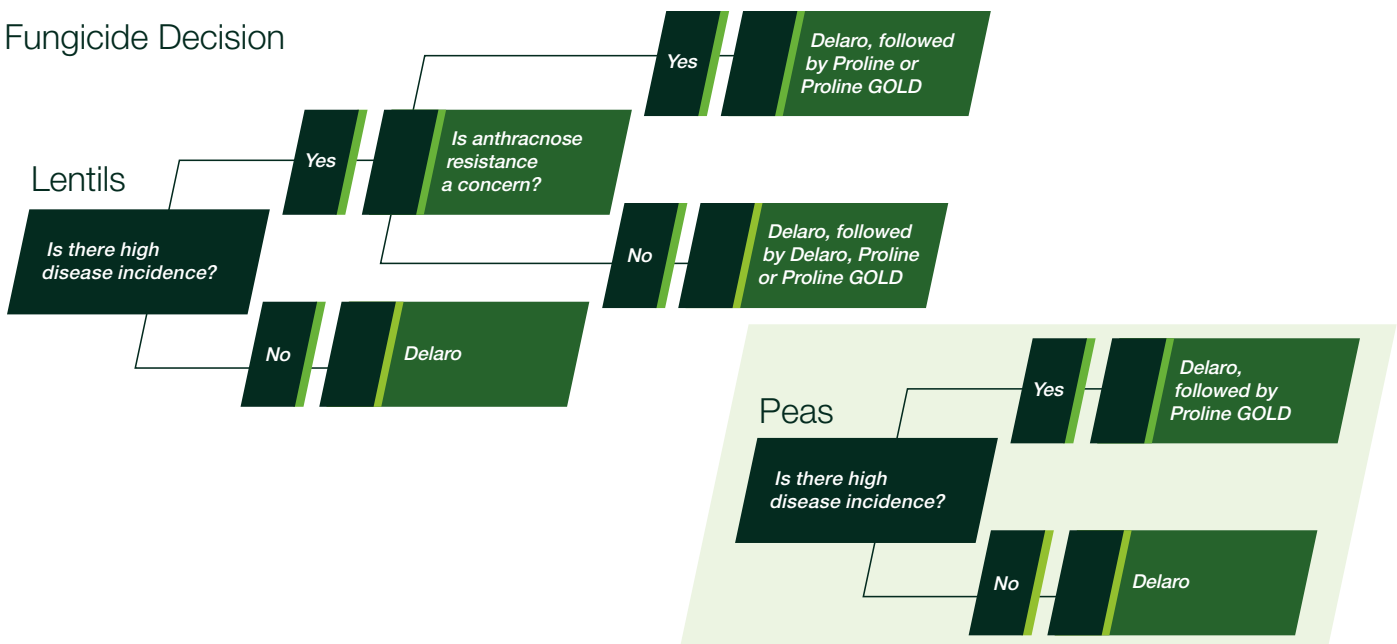 Fungicide Decision
Lentils
Is there high
disease incidence?
Yes
Is anthracnose
resistance
a concern?
Yes
Delaro, followed
by Proline or
Proline GOLD
No
Delaro, followed
by Delaro, Proline
or Proline GOLD
No
Delaro
Peas
Is there high
disease incidence?
Yes
Delaro,
followed by
Proline GOLD
No
Delaro